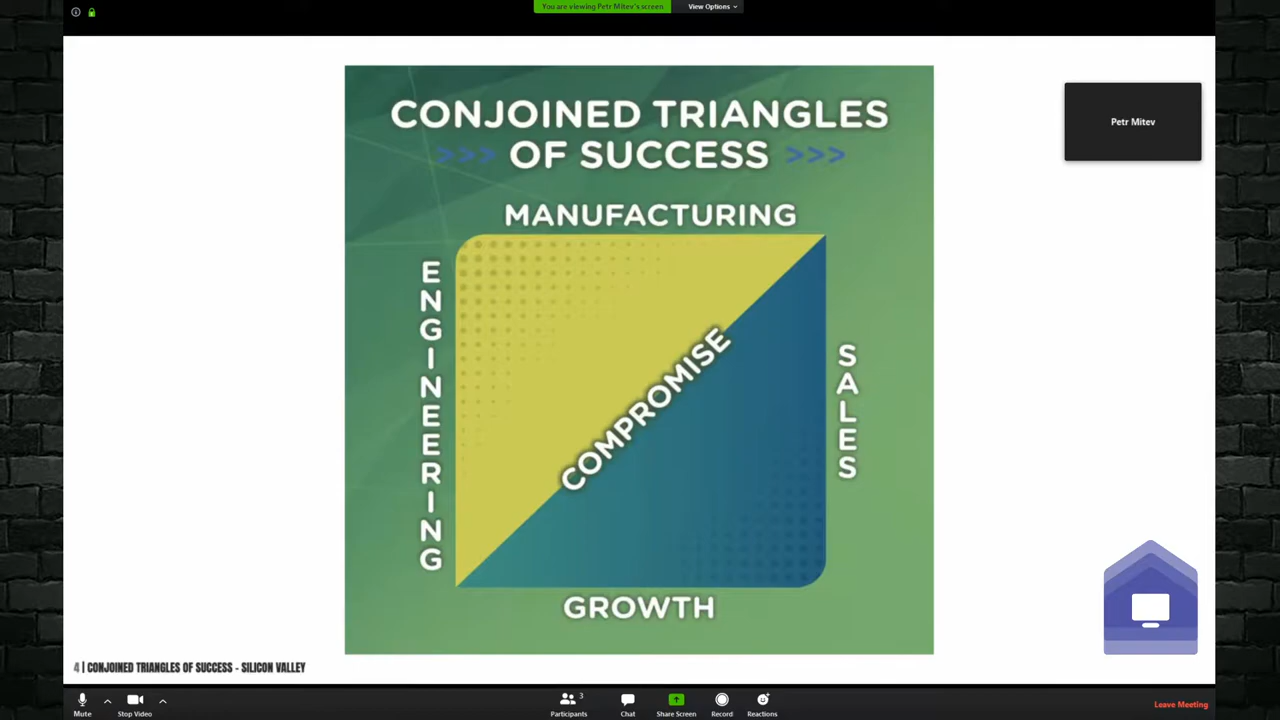 You are viewing Petr Mitev's screen
View Options
CONJOINED TRIANGLES
>>> OF SUCCESS >>>
Petr Mitev
MANUFACTURING
ENGINEERING
COMPROMISE
SALES
GROWTH
4 | CONJOINED TRIANGLES OF SUCCESS - SILICON VALLEY
Mute
Stop Video
Participants
3
Chat
Share Screen
Record
Reactions
Leave Meeting